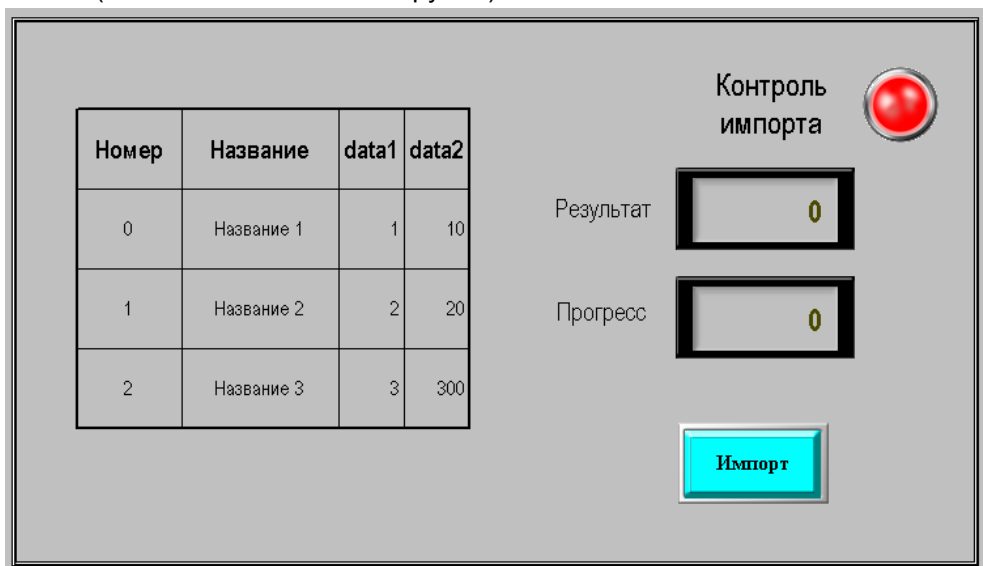 Контроль
импорта
Номер Название data1 data2
0 Название 1 1 10
1 Название 2 2 20
2 Название 3 3 300
Результат 0
Прогресс 0
Импорт